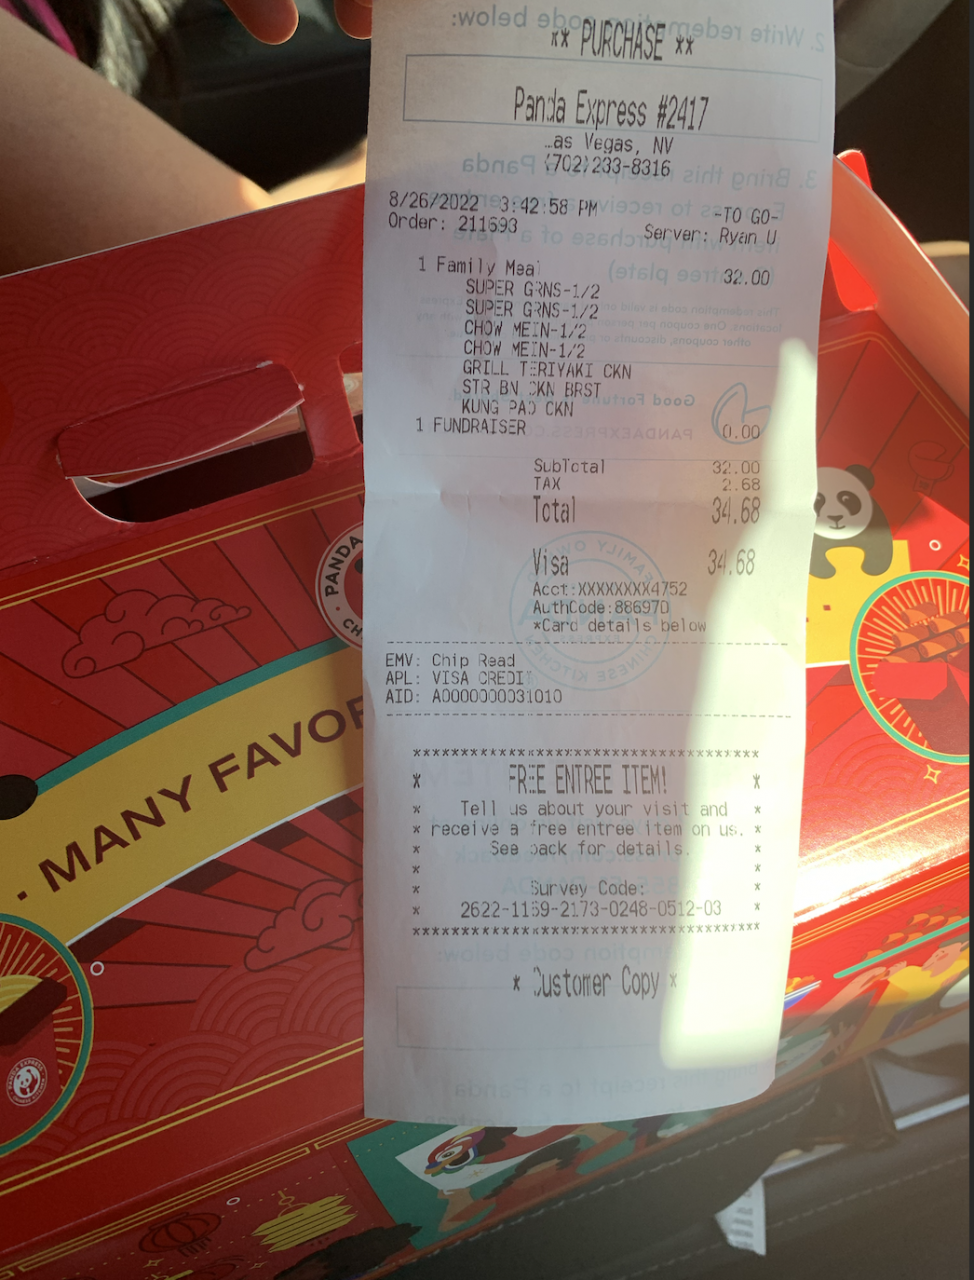 ** PURCHASE **
Panda Express #2417
as Vegas, NV
(702)233-8316
8/26/2022 3:42:58 PM -TO GO-
Order: 211693 Server: Ryan U
1 Family Meal 32.00
SUPER GRNS-1/2
SUPER GRNS-1/2
CHOW MEIN-1/2
CHOW MEIN-1/2
GRILL TERIYAKI CKN
STR BN CKN BRST
KUNG PAO CKN
1 FUNDRAISER 0.00
SubTotal 32.00
TAX 2.68
Total 34.68
Visa 34.68
Acct:XXXXXXXX4752
AuthCode:88697D
*Card details below
EMV: Chip Read
APL: VISA CREDIT
AID: A0000000031010
FREE ENTREE ITEM!
* Tell us about your visit and *
* receive a free entree item on us. *
* See back for details. *
* Survey Code: *
* 2622-1159-2173-0248-0512-03 *
* Customer Copy *
PANDA
CH
. MANY FAVOR